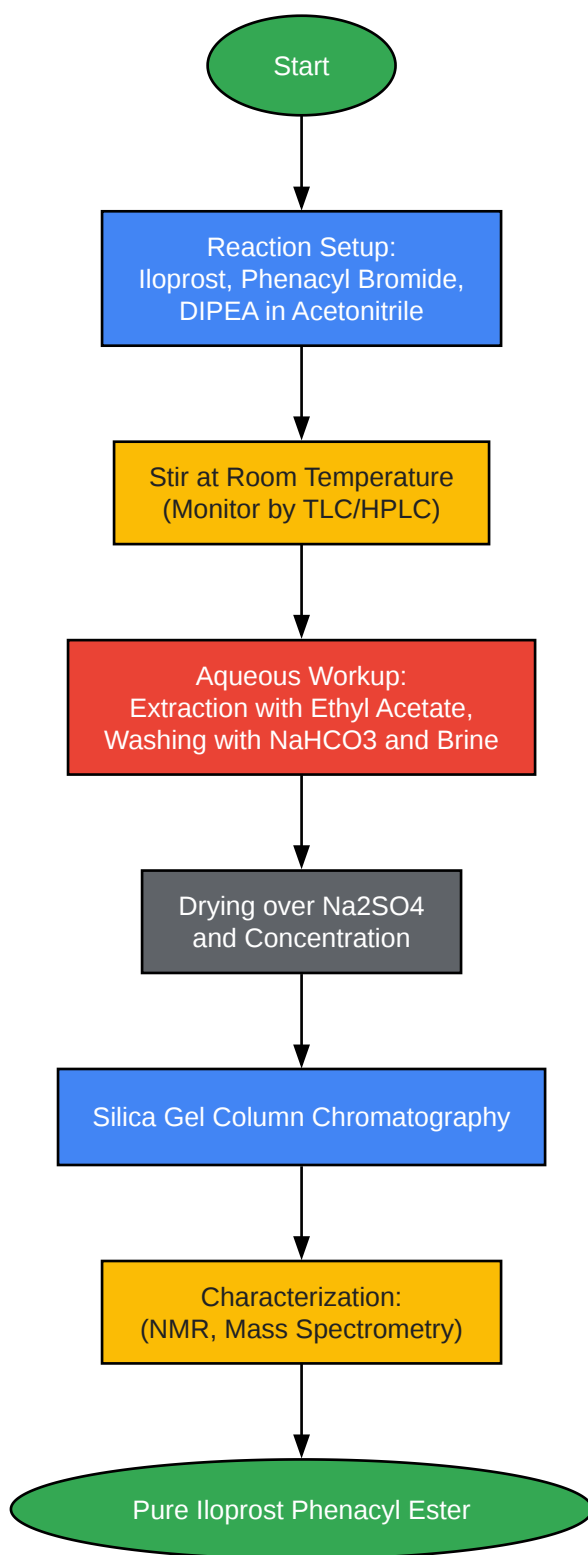 Start
Reaction Setup:
Iloprost, Phenacyl Bromide,
DIPEA in Acetonitrile
Stir at Room Temperature
(Monitor by TLC/HPLC)
Aqueous Workup:
Extraction with Ethyl Acetate,
Washing with NaHCO3 and Brine
Drying over Na2SO4
and Concentration
Silica Gel Column Chromatography
Characterization:
(NMR, Mass Spectrometry)
Pure Iloprost Phenacyl Ester